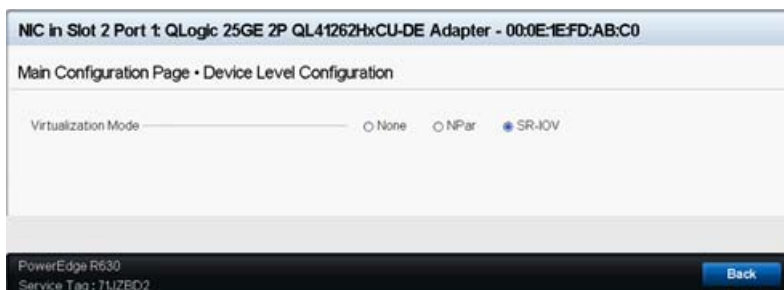 NIC in Slot 2 Port 1: QLogic 25GE 2P QL41262HxCU-DE Adapter - 00:0E:1E:FD:AB:C0
Main Configuration Page • Device Level Configuration
Virtualization Mode None NPar SR-IOV
PowerEdge R630
Back
Service Tag : 71JZBD2